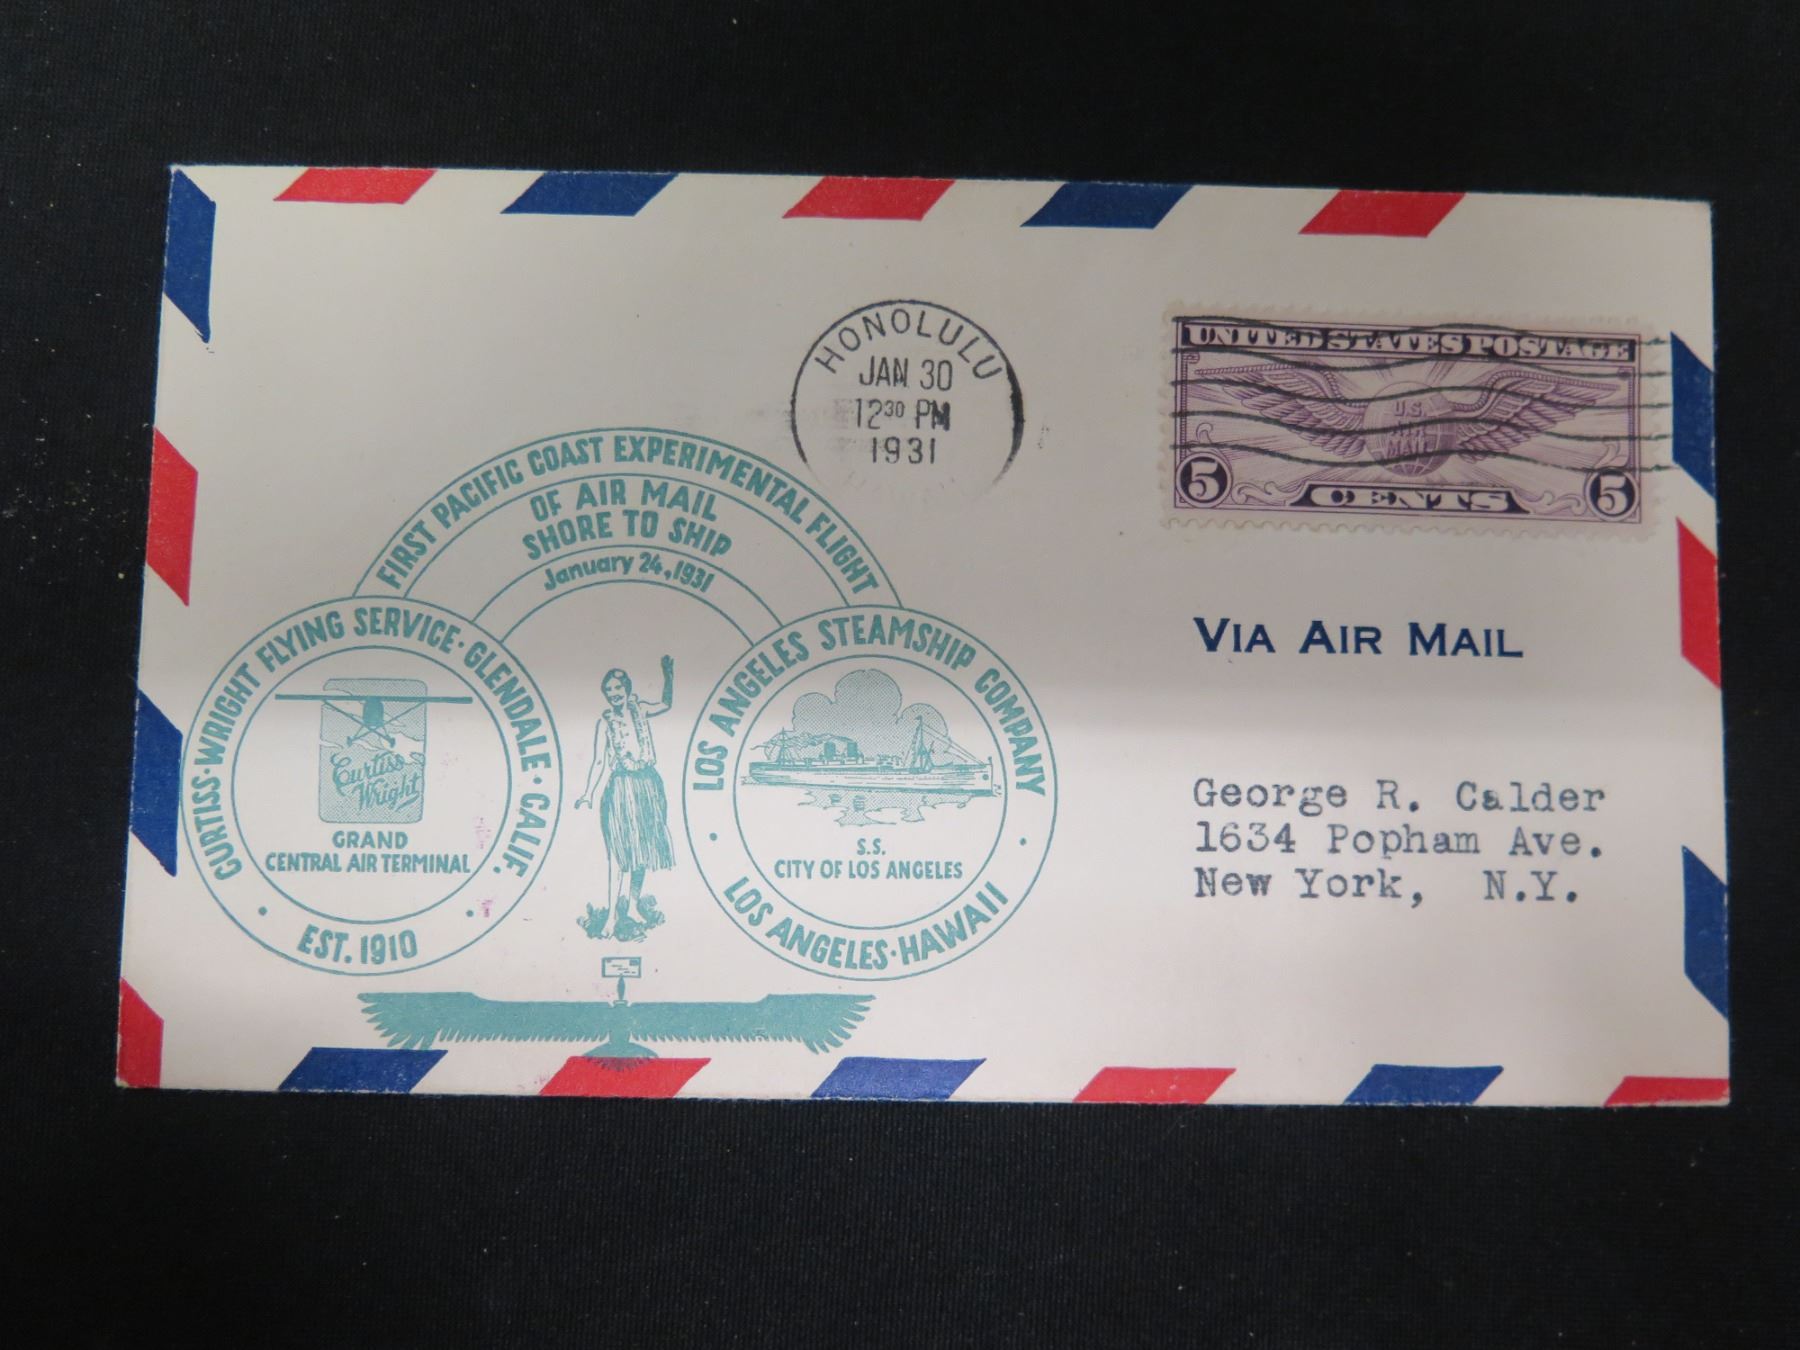 HONOLULU
JAN 30
12³⁰ PM
1931
UNITED STATES POSTAGE
U.S.
AIR
MAIL
5 CENTS 5
FIRST PACIFIC COAST EXPERIMENTAL FLIGHT
OF AIR MAIL
SHORE TO SHIP
January 24, 1931
CURTISS-WRIGHT FLYING SERVICE · GLENDALE · CALIF.
Curtiss
Wright
GRAND
CENTRAL AIR TERMINAL
EST. 1910
LOS ANGELES STEAMSHIP COMPANY
S.S.
CITY OF LOS ANGELES
LOS ANGELES · HAWAII
VIA AIR MAIL
George R. Calder
1634 Popham Ave.
New York, N.Y.